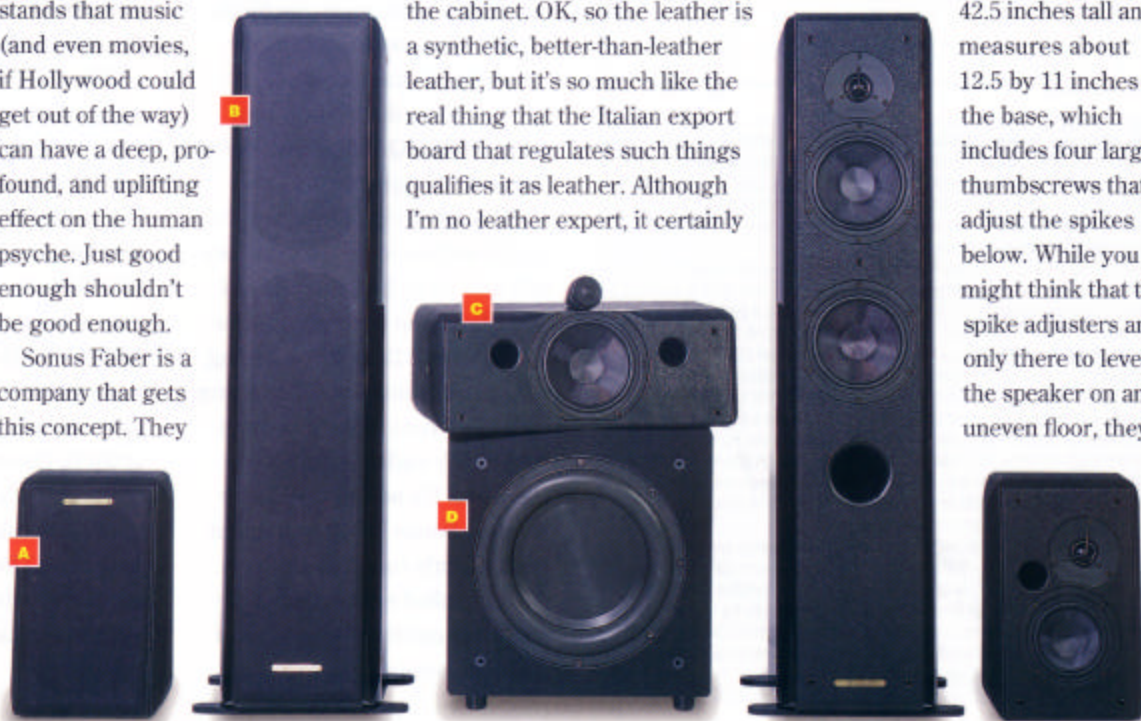 stands that music
(and even movies,
if Hollywood could
get out of the way)
can have a deep, pro-
found, and uplifting
effect on the human
psyche. Just good
enough shouldn't
be good enough.
Sonus Faber is a
company that gets
this concept. They
the cabinet. OK, so the leather is
a synthetic, better-than-leather
leather, but it's so much like the
real thing that the Italian export
board that regulates such things
qualifies it as leather. Although
I'm no leather expert, it certainly
42.5 inches tall an
measures about
12.5 by 11 inches
the base, which
includes four larg
thumbscrews that
adjust the spikes
below. While you
might think that t
spike adjusters ar
only there to leve
the speaker on an
uneven floor, they
A
B
C
D